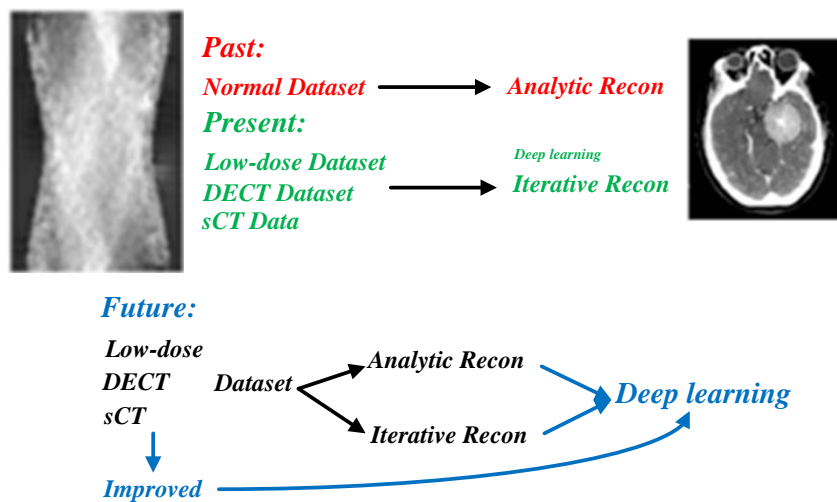 Past:
Normal Dataset
Analytic Recon
Present:
Low-dose Dataset
Deep learning
DECT Dataset
Iterative Recon
sCT Data
Future:
Low-dose
DECT
sCT
Dataset
Analytic Recon
Iterative Recon
Deep learning
Improved